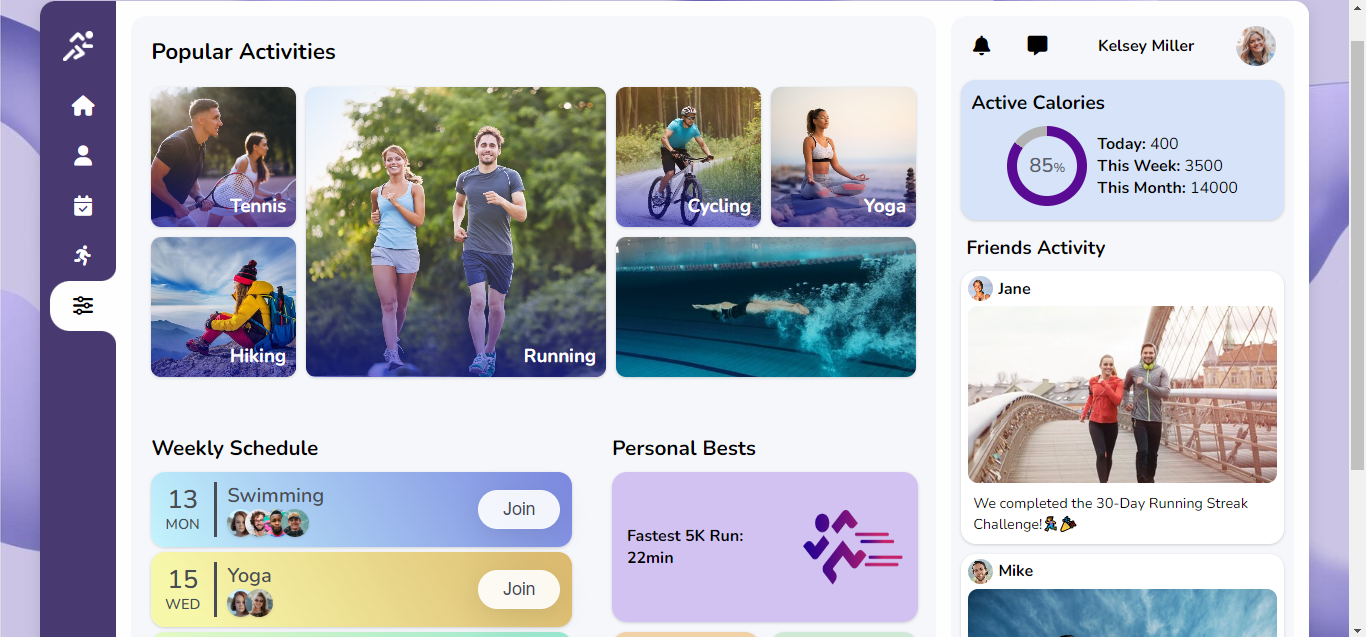 Popular Activities
Tennis
Hiking
Running
Cycling
Yoga
Weekly Schedule
13
MON
Swimming
Join
15
WED
Yoga
Join
Personal Bests
Fastest 5K Run:
22min
Kelsey Miller
Active Calories
85%
Today: 400
This Week: 3500
This Month: 14000
Friends Activity
Jane
We completed the 30-Day Running Streak
Challenge!
Mike